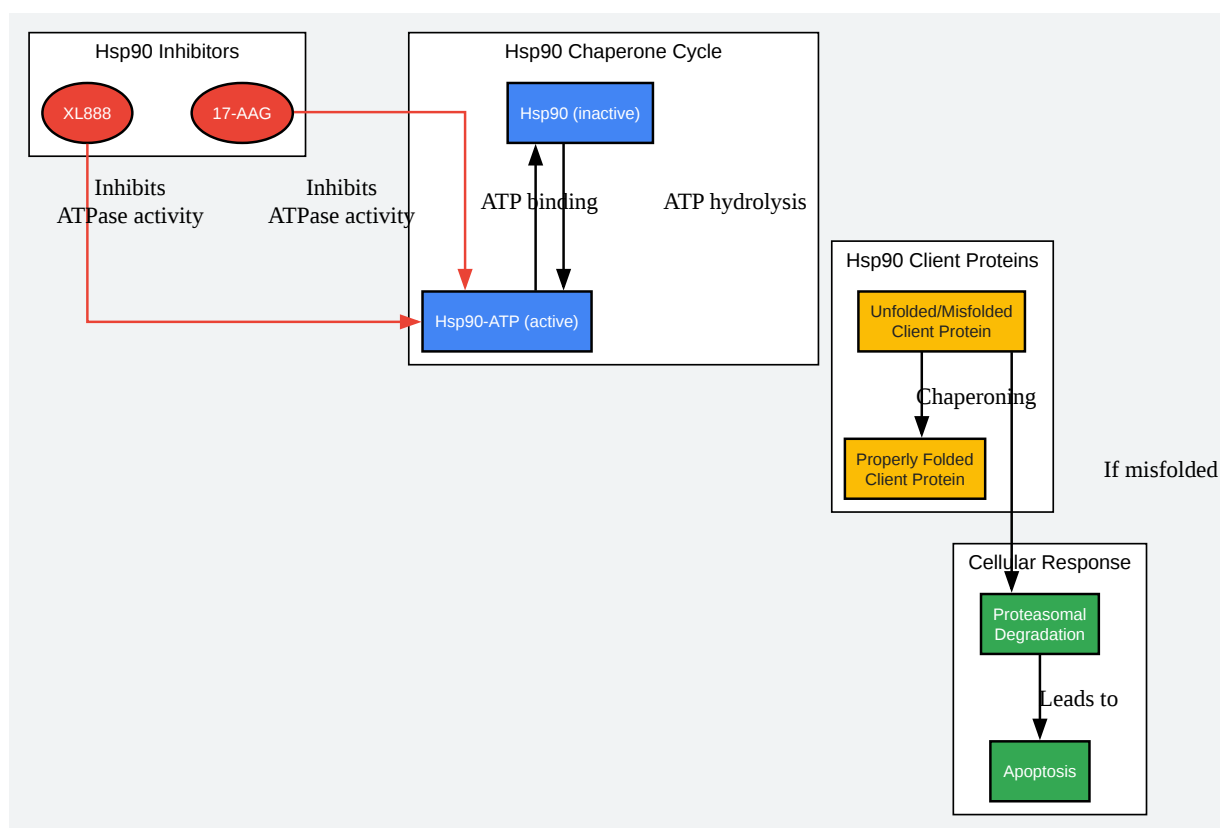 Hsp90 Inhibitors
XL888
17-AAG
Inhibits
ATPase activity
Inhibits
ATPase activity
Hsp90 Chaperone Cycle
Hsp90 (inactive)
ATP binding
ATP hydrolysis
Hsp90-ATP (active)
Hsp90 Client Proteins
Unfolded/Misfolded
Client Protein
Chaperoning
Properly Folded
Client Protein
If misfolded
Cellular Response
Proteasomal
Degradation
Leads to
Apoptosis